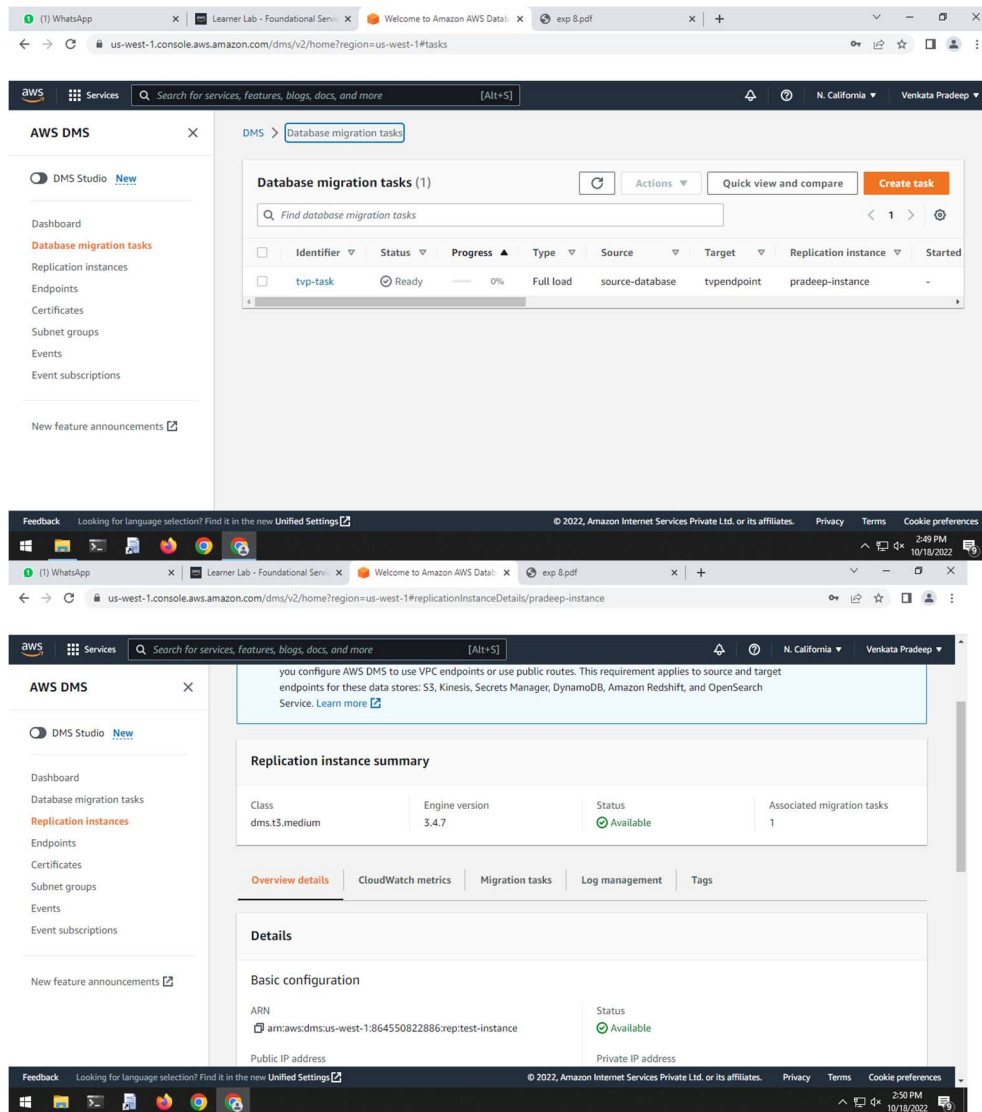 (1) WhatsApp Learner Lab - Foundational Servic Welcome to Amazon AWS Datab exp 8.pdf
us-west-1.console.aws.amazon.com/dms/v2/home?region=us-west-1#tasks
aws Services Search for services, features, blogs, docs, and more [Alt+S] N. California Venkata Pradeep
AWS DMS
DMS > Database migration tasks
DMS Studio New
Database migration tasks (1) Actions Quick view and compare Create task
Find database migration tasks 1
Dashboard
Database migration tasks
Replication instances
Endpoints
Certificates
Subnet groups
Events
Event subscriptions
New feature announcements
Identifier Status Progress Type Source Target Replication instance Started
tvp-task Ready 0% Full load source-database tvpendpoint pradeep-instance -
Feedback Looking for language selection? Find it in the new Unified Settings © 2022, Amazon Internet Services Private Ltd. or its affiliates. Privacy Terms Cookie preferences
2:49 PM
10/18/2022
9
(1) WhatsApp Learner Lab - Foundational Servic Welcome to Amazon AWS Datab exp 8.pdf
us-west-1.console.aws.amazon.com/dms/v2/home?region=us-west-1#replicationInstanceDetails/pradeep-instance
aws Services Search for services, features, blogs, docs, and more [Alt+S] N. California Venkata Pradeep
AWS DMS
DMS Studio New
Dashboard
Database migration tasks
Replication instances
Endpoints
Certificates
Subnet groups
Events
Event subscriptions
New feature announcements
you configure AWS DMS to use VPC endpoints or use public routes. This requirement applies to source and target
endpoints for these data stores: S3, Kinesis, Secrets Manager, DynamoDB, Amazon Redshift, and OpenSearch
Service. Learn more
Replication instance summary
Class Engine version Status Associated migration tasks
dms.t3.medium 3.4.7 Available 1
Overview details CloudWatch metrics Migration tasks Log management Tags
Details
Basic configuration
ARN Status
arn:aws:dms:us-west-1:864550822886:rep:test-instance Available
Public IP address Private IP address
Feedback Looking for language selection? Find it in the new Unified Settings © 2022, Amazon Internet Services Private Ltd. or its affiliates. Privacy Terms Cookie preferences
2:50 PM
10/18/2022
9